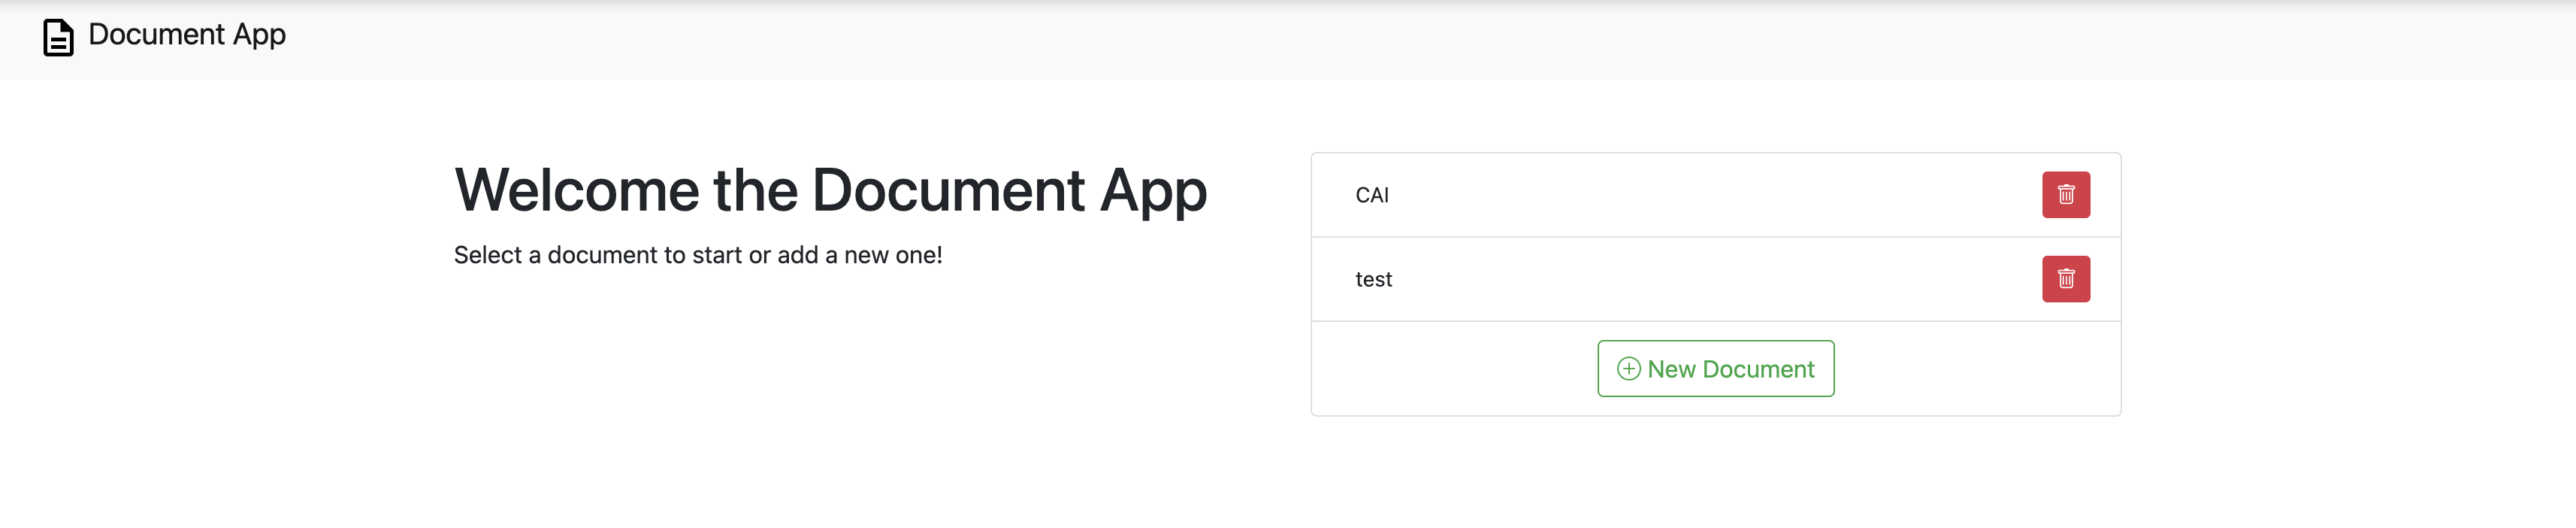 Document App
Welcome the Document App
Select a document to start or add a new one!
CAI
test
New Document